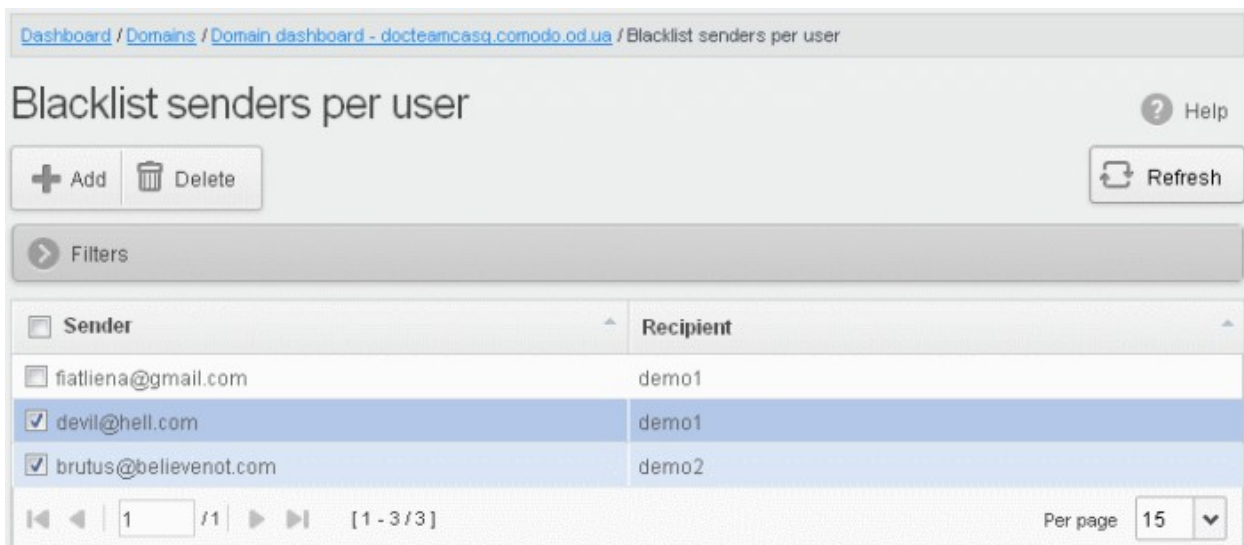 Dashboard / Domains / Domain dashboard - docteamcasg.comodo.od.ua / Blacklist senders per user
Blacklist senders per user
Help
Add Delete
Refresh
Filters
Sender Recipient
fiatliena@gmail.com demo1
devil@hell.com demo1
brutus@believenot.com demo2
1 /1 [1 - 3 / 3] Per page 15